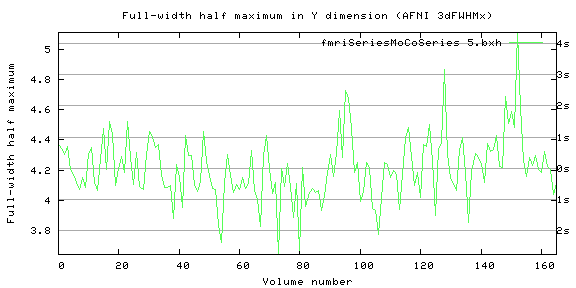 Full-width half maximum in Y dimension (AFNI 3dFWHMx)
fmriSeriesMoCoSeries 5.bxh
5
4.8
4.6
4.4
4.2
4
3.8
4s
3s
2s
1s
0s
1s
2s
Full-width half maximum
0 20 40 60 80 100 120 140 160
Volume number